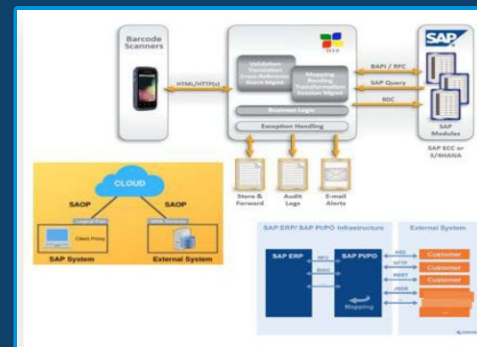 Barcode
Scanners
HTML/HTTP(s)
Validation
Translation
Cross-Reference
Event Mgmt
Mapping
Routing
Transformation
Session Mgmt
Business Logic
Exception Handling
Store &
Forward
Audit
Logs
E-mail
Alerts
BAPI / RFC
SAP Query
BDC
SAP
SAP
Modules
SAP ECC or
S/4HANA
CLOUD
SAOP
SAOP
Client Proxy
SAP System
External System
SAP ERP/ SAP PI/PO Infrastructure
External System
SAP ERP
RFC
IDOC
SAP PI/PO
Mapping
AS2
SFTP
REST
JSON
Customer
Customer
Customer